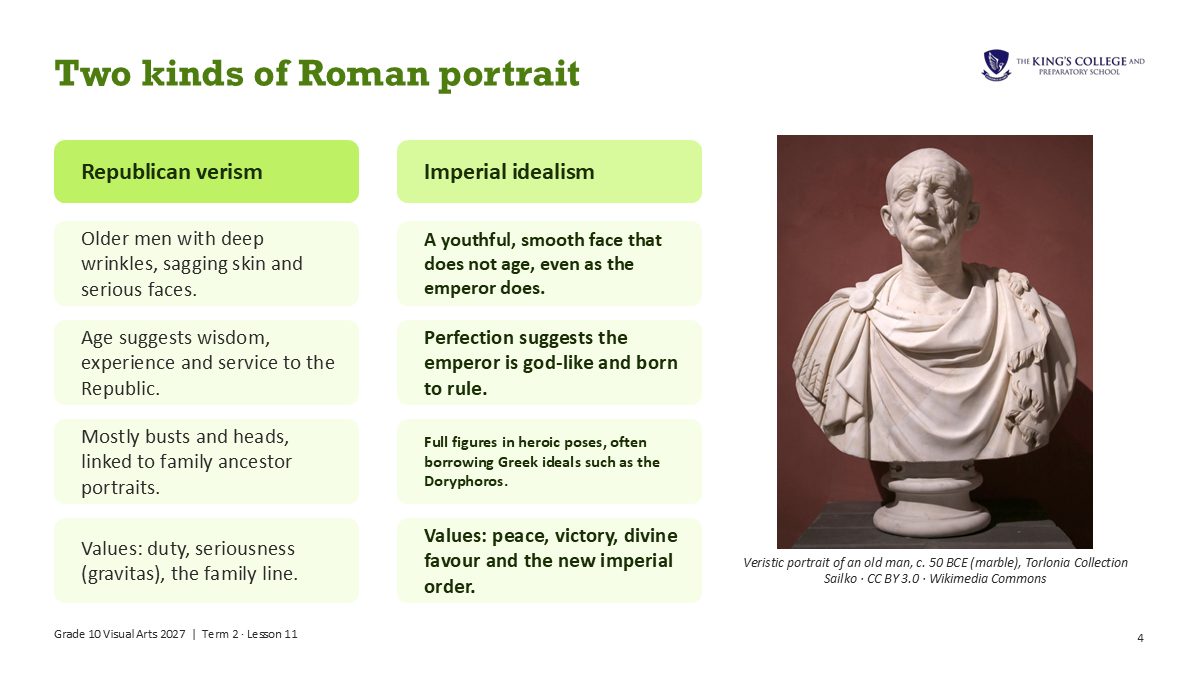 Two kinds of Roman portrait
THE KING'S COLLEGE AND
PREPARATORY SCHOOL
Republican verism
Imperial idealism
Older men with deep
wrinkles, sagging skin and
serious faces.
A youthful, smooth face that
does not age, even as the
emperor does.
Age suggests wisdom,
experience and service to the
Republic.
Perfection suggests the
emperor is god-like and born
to rule.
Mostly busts and heads,
linked to family ancestor
portraits.
Full figures in heroic poses, often
borrowing Greek ideals such as the
Doryphoros.
Values: duty, seriousness
(gravitas), the family line.
Values: peace, victory, divine
favour and the new imperial
order.
Veristic portrait of an old man, c. 50 BCE (marble), Torlonia Collection
Sailko · CC BY 3.0 · Wikimedia Commons
Grade 10 Visual Arts 2027 | Term 2 · Lesson 11
4